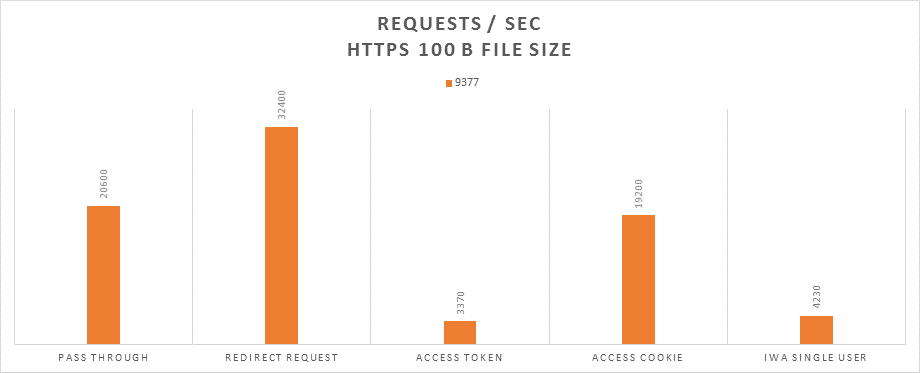 REQUESTS / SEC
HTTPS 100 B FILE SIZE
9377
20600
32400
3370
19200
4230
PASS THROUGH
REDIRECT REQUEST
ACCESS TOKEN
ACCESS COOKIE
IWA SINGLE USER